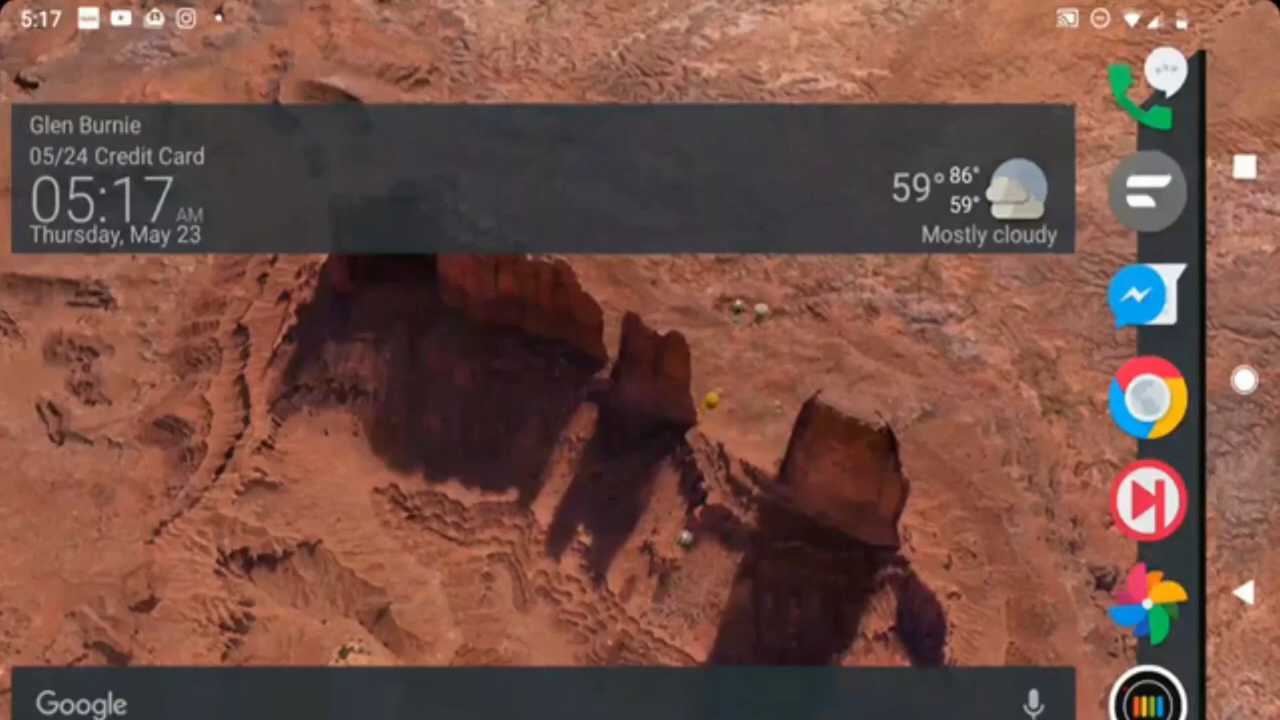 5:17
Glen Burnie
05/24 Credit Card
05:17 AM
Thursday, May 23
59° 86°
59°
Mostly cloudy
Google